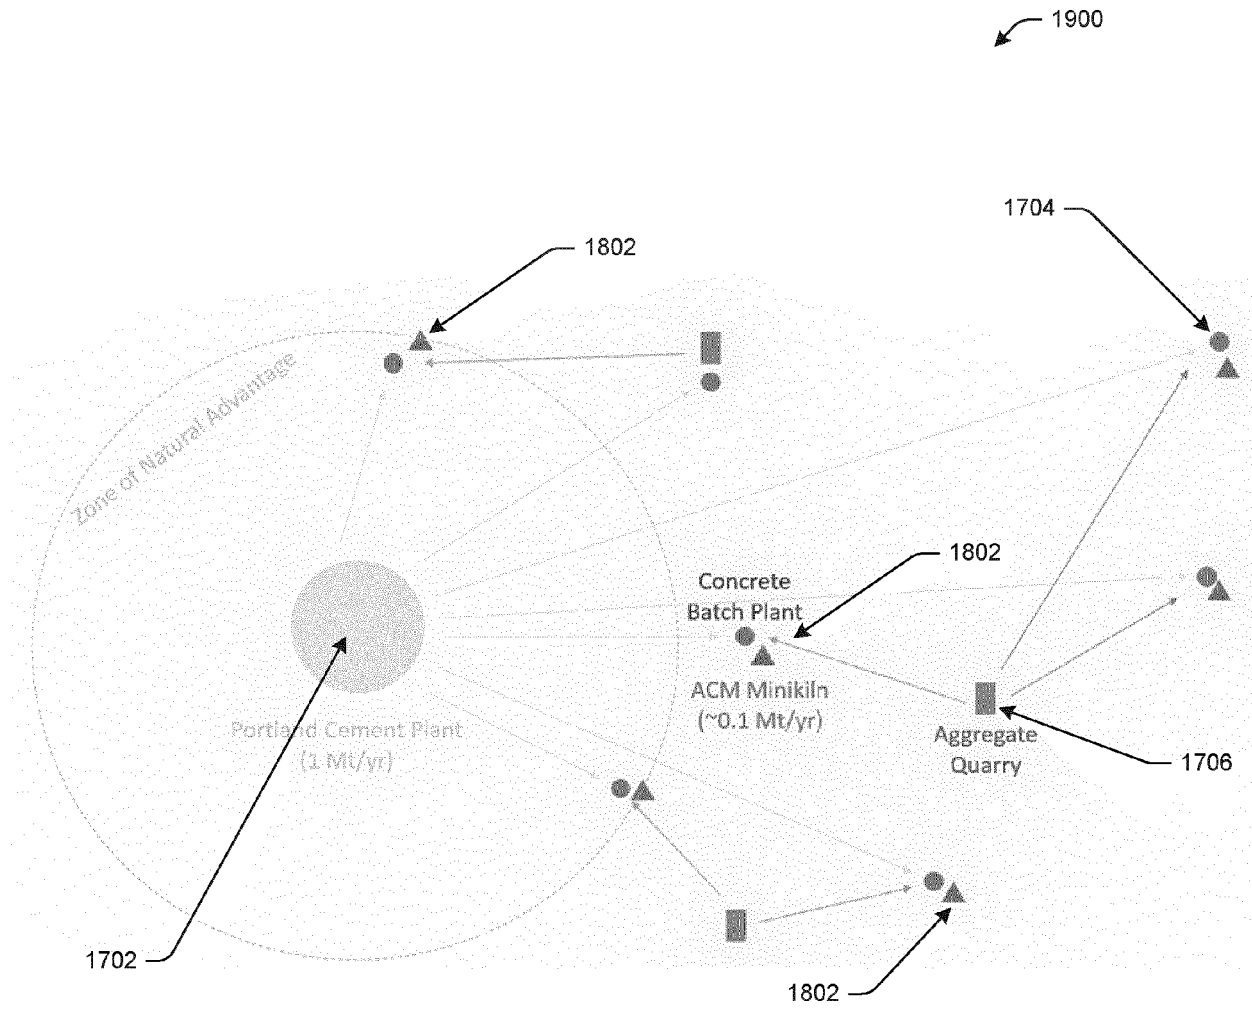 1900
1704
1802
Zone of Natural Advantage
1802
Concrete
Batch Plant
ACM Minikiln
(~0.1 Mt/yr)
Portland Cement Plant
(1 Mt/yr)
Aggregate
Quarry
1706
1702
1802